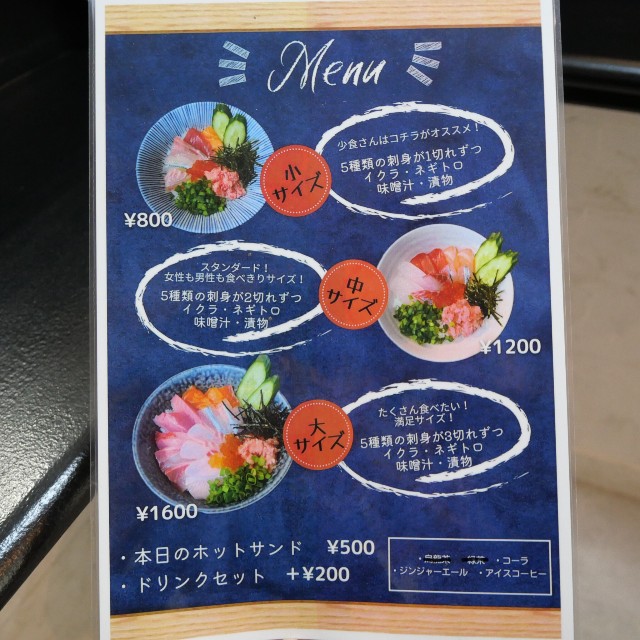 Menu
少食さんはコチラがオススメ！
5種類の刺身が1切れずつ
イクラ・ネギトロ
味噌汁・漬物
小
サイズ
¥800
スタンダード！
女性も男性も食べきりサイズ！
5種類の刺身が2切れずつ
イクラ・ネギトロ
味噌汁・漬物
中
サイズ
¥1200
たくさん食べたい！
満足サイズ！
5種類の刺身が3切れずつ
イクラ・ネギトロ
味噌汁・漬物
大
サイズ
¥1600
・本日のホットサンド ¥500
・ドリンクセット ＋¥200
・烏龍茶 ・緑茶 ・コーラ
・ジンジャーエール ・アイスコーヒー